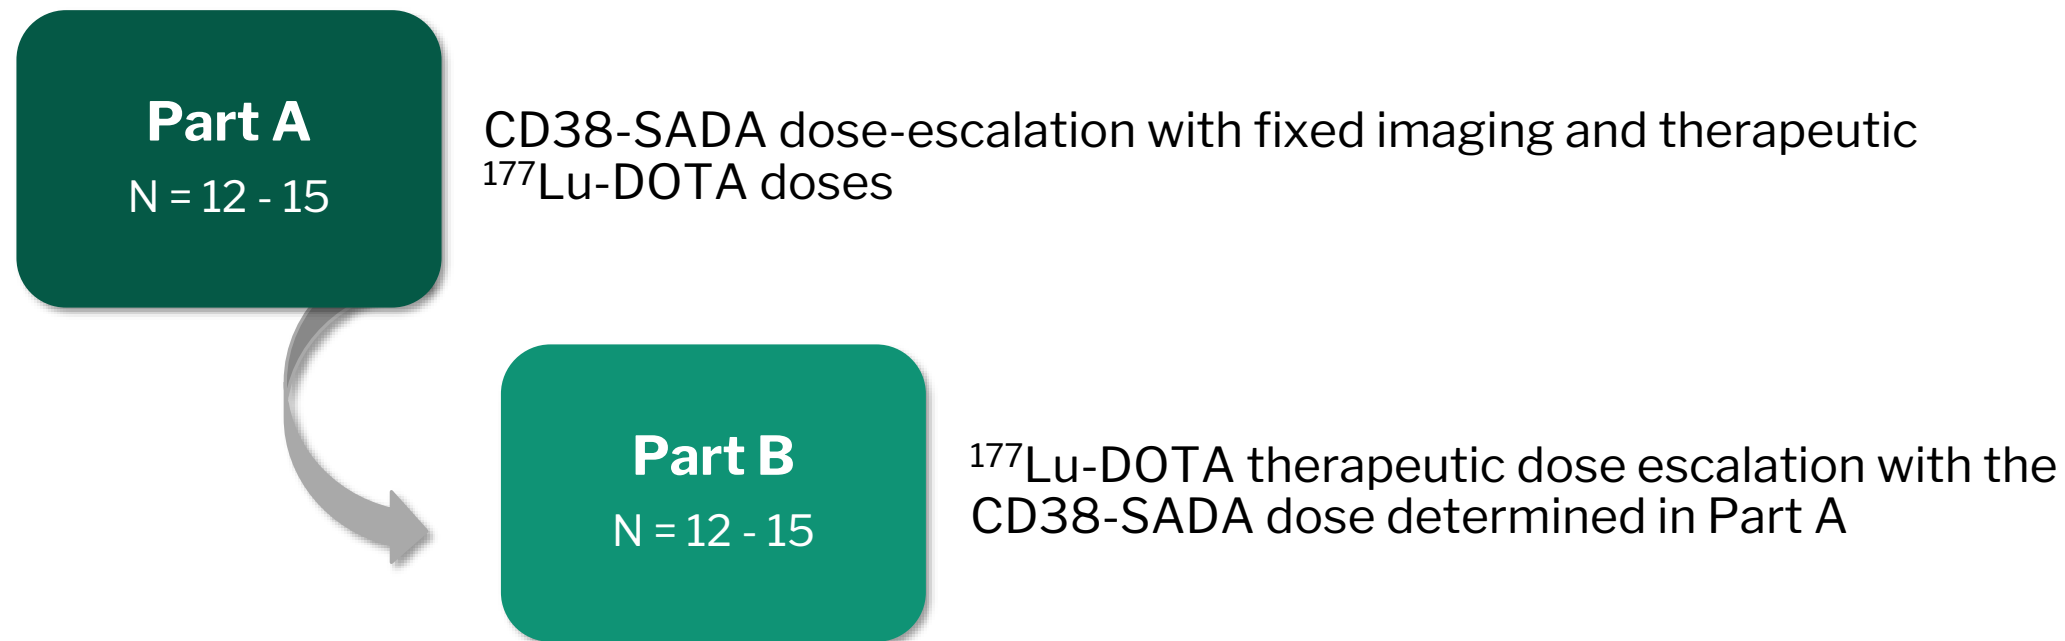 Part A
N = 12 - 15
CD38-SADA dose-escalation with fixed imaging and therapeutic
¹⁷⁷Lu-DOTA doses
Part B
N = 12 - 15
¹⁷⁷Lu-DOTA therapeutic dose escalation with the
CD38-SADA dose determined in Part A